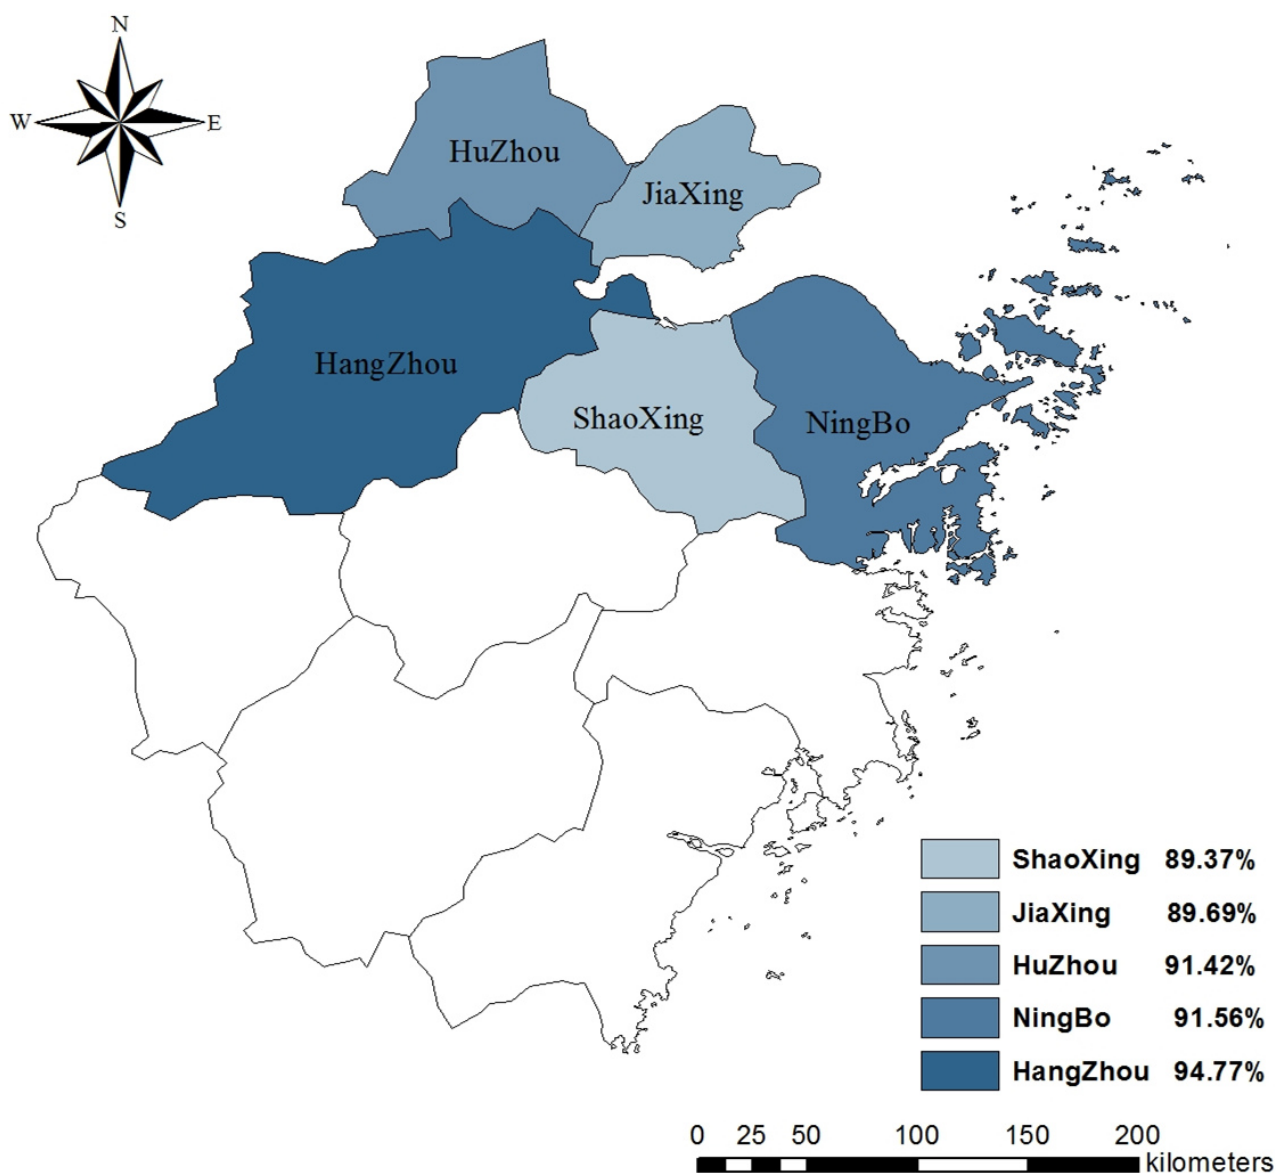 N
W E
S
HuZhou
JiaXing
HangZhou
ShaoXing
NingBo
ShaoXing 89.37%
JiaXing 89.69%
HuZhou 91.42%
NingBo 91.56%
HangZhou 94.77%
0 25 50 100 150 200
kilometers